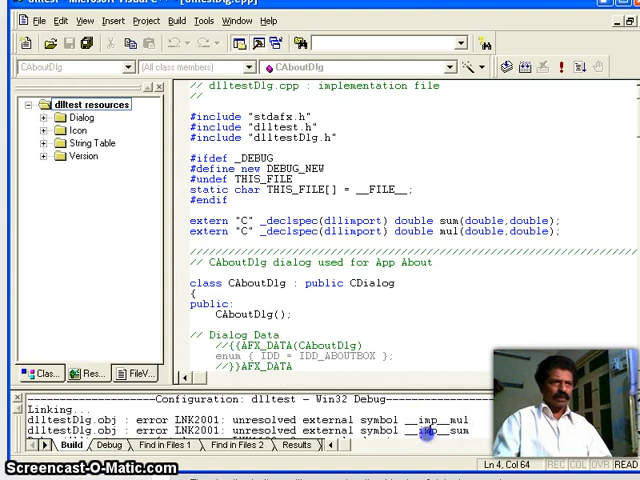 dlltest - Microsoft Visual C++ - [dlltestDlg.cpp]
File Edit View Insert Project Build Tools Window Help
CAboutDlg (All class members) CAboutDlg
dlltest resources
Dialog
Icon
String Table
Version
Clas... Res... FileV...
// dlltestDlg.cpp : implementation file
//
#include "stdafx.h"
#include "dlltest.h"
#include "dlltestDlg.h"
#ifdef _DEBUG
#define new DEBUG_NEW
#undef THIS_FILE
static char THIS_FILE[] = __FILE__;
#endif
extern "C" _declspec(dllimport) double sum(double,double);
extern "C" _declspec(dllimport) double mul(double,double);
/////////////////////////////////////////////////////////////////////////////
// CAboutDlg dialog used for App About
class CAboutDlg : public CDialog
{
public:
CAboutDlg();
// Dialog Data
//{{AFX_DATA(CAboutDlg)
enum { IDD = IDD_ABOUTBOX };
//}}AFX_DATA
--------------------Configuration: dlltest - Win32 Debug--------------------
Linking...
dlltestDlg.obj : error LNK2001: unresolved external symbol __imp__mul
dlltestDlg.obj : error LNK2001: unresolved external symbol __imp__sum
Build Debug Find in Files 1 Find in Files 2 Results
Ln 4, Col 64 REC COL OVR READ
Screencast-O-Matic.com